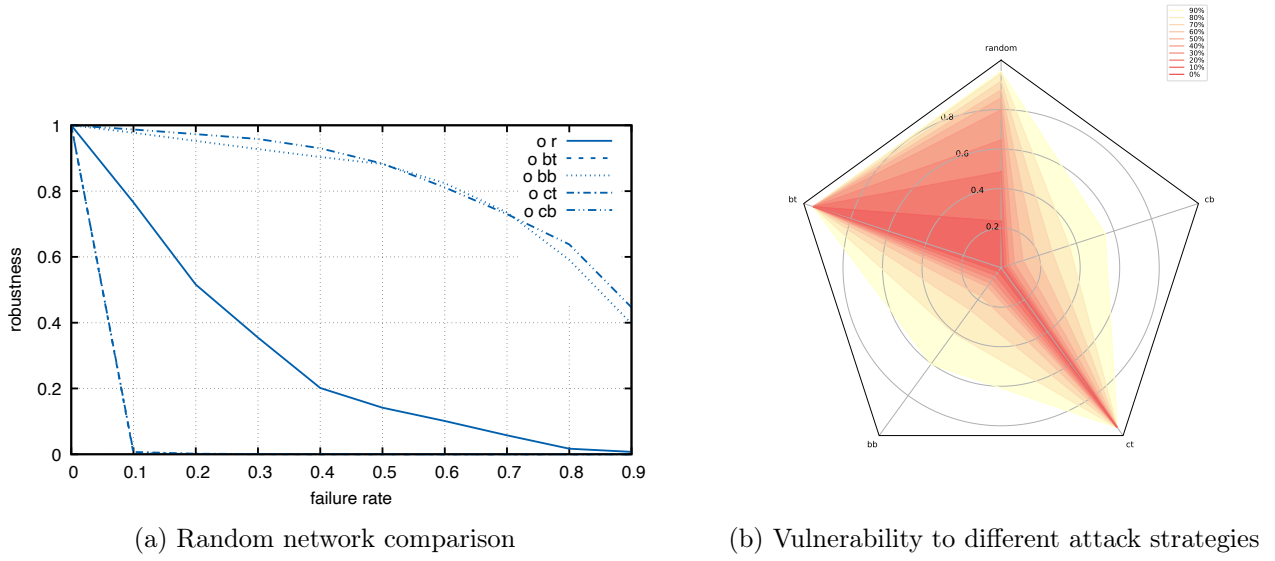 1
0.8
0.6
0.4
0.2
0
0
0.1
0.2
0.3
0.4
0.5
0.6
0.7
0.8
0.9
robustness
failure rate
o r
o bt
o bb
o ct
o cb
(a) Random network comparison
90%
80%
70%
60%
50%
40%
30%
20%
10%
0%
random
bt
cb
bb
ct
0.8
0.6
0.4
0.2
(b) Vulnerability to different attack strategies